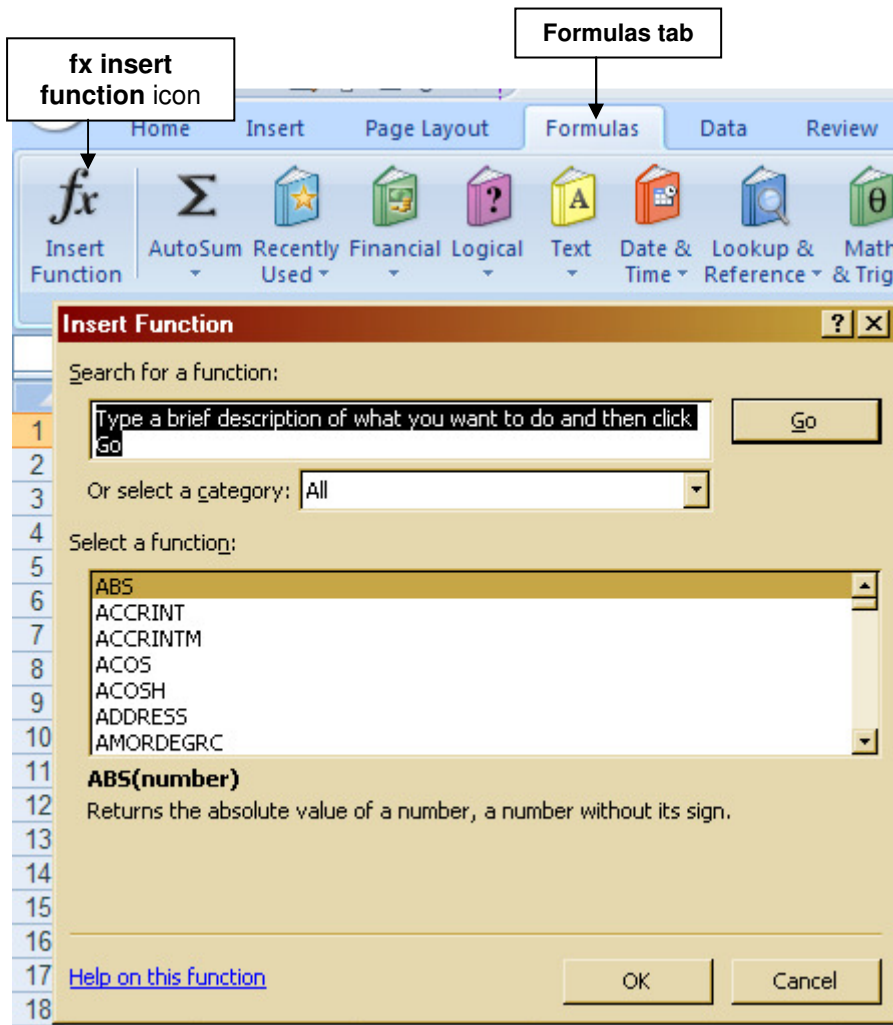 Formulas tab
fx insert
function icon
Home Insert Page Layout Formulas Data Review
fx Σ ? A θ
Insert AutoSum Recently Financial Logical Text Date & Lookup & Math
Function Used Time Reference & Trig
Insert Function
? X
Search for a function:
Type a brief description of what you want to do and then click Go
Go
Or select a category: All
Select a function:
ABS
ACCRINT
ACCRINTM
ACOS
ACOSH
ADDRESS
AMORDEGRC
ABS(number)
Returns the absolute value of a number, a number without its sign.
Help on this function OK Cancel
1
2
3
4
5
6
7
8
9
10
11
12
13
14
15
16
17
18